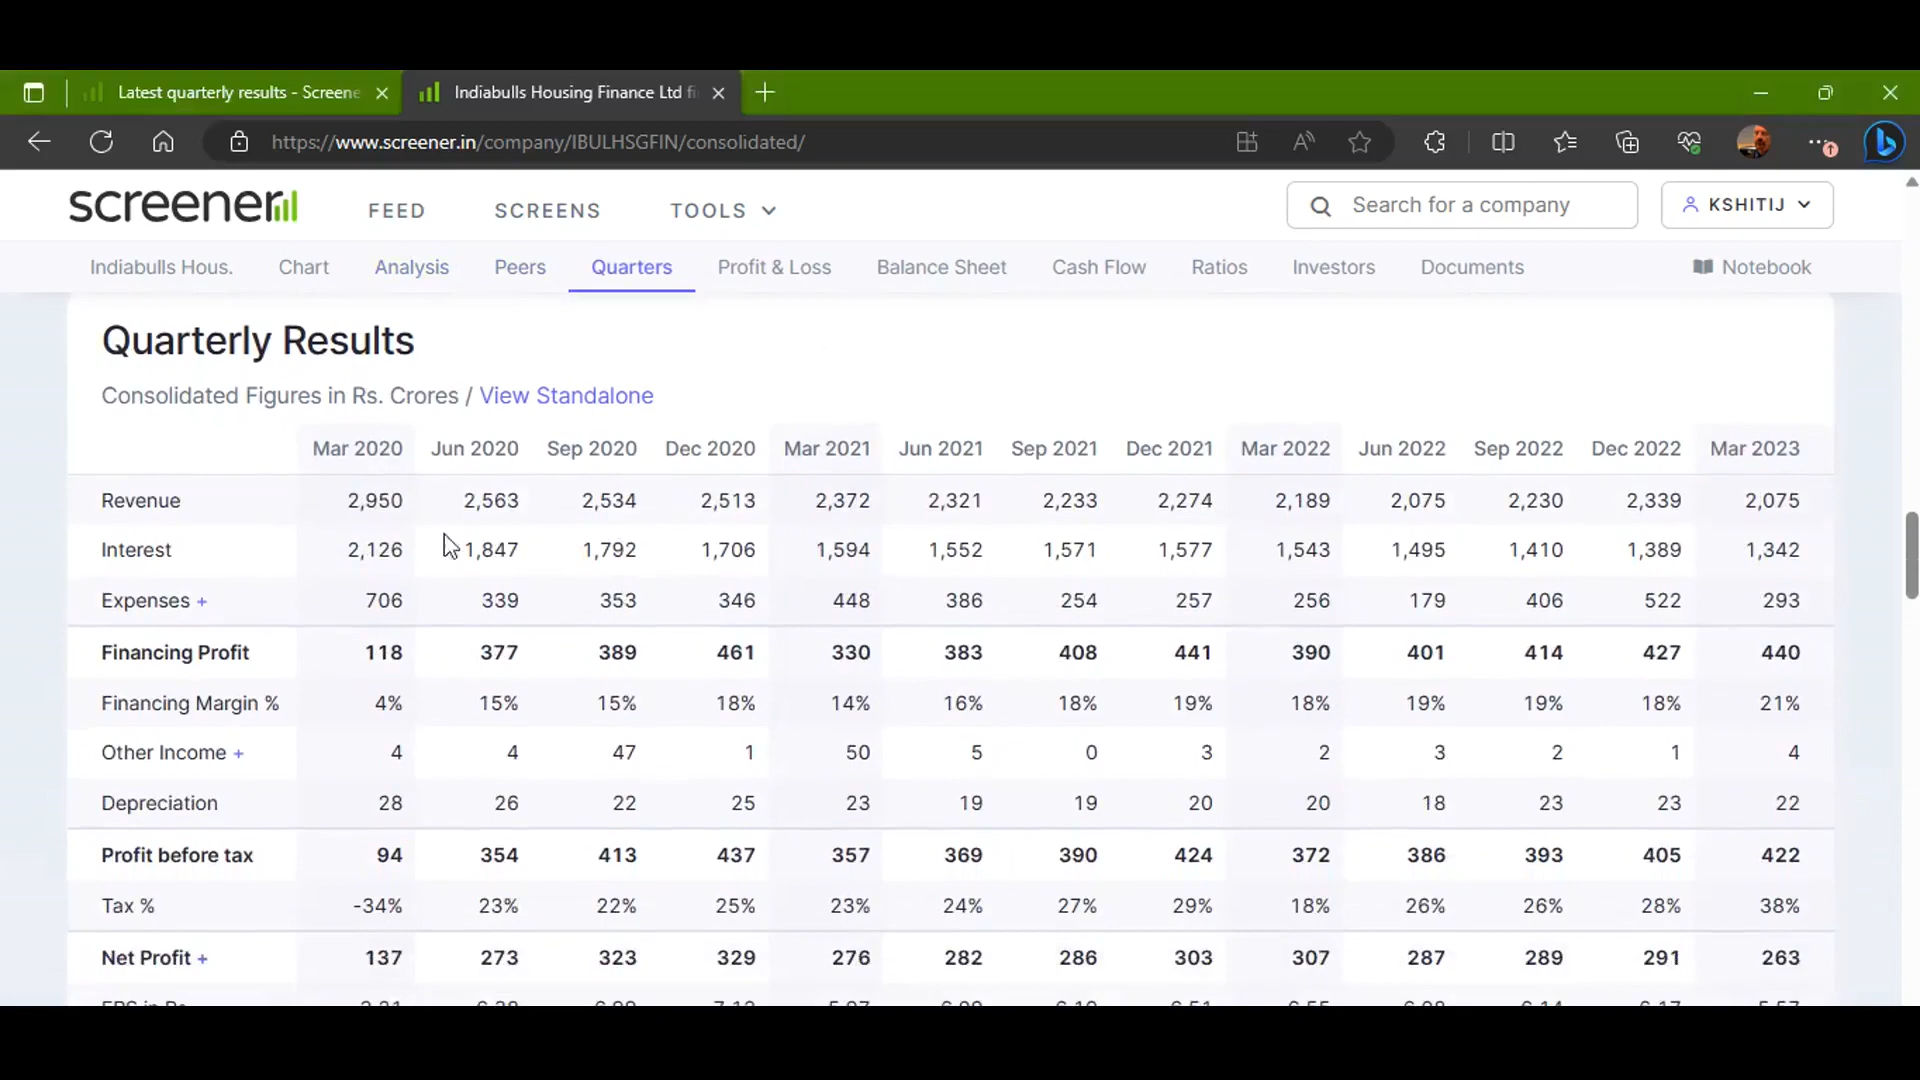 Latest quarterly results - Screene
Indiabulls Housing Finance Ltd fi
https://www.screener.in/company/IBULHSGFIN/consolidated/
screener FEED SCREENS TOOLS Search for a company KSHITIJ
Indiabulls Hous. Chart Analysis Peers Quarters Profit & Loss Balance Sheet Cash Flow Ratios Investors Documents Notebook
Quarterly Results
Consolidated Figures in Rs. Crores / View Standalone
Mar 2020 Jun 2020 Sep 2020 Dec 2020 Mar 2021 Jun 2021 Sep 2021 Dec 2021 Mar 2022 Jun 2022 Sep 2022 Dec 2022 Mar 2023
Revenue 2,950 2,563 2,534 2,513 2,372 2,321 2,233 2,274 2,189 2,075 2,230 2,339 2,075
Interest 2,126 1,847 1,792 1,706 1,594 1,552 1,571 1,577 1,543 1,495 1,410 1,389 1,342
Expenses + 706 339 353 346 448 386 254 257 256 179 406 522 293
Financing Profit 118 377 389 461 330 383 408 441 390 401 414 427 440
Financing Margin % 4% 15% 15% 18% 14% 16% 18% 19% 18% 19% 19% 18% 21%
Other Income + 4 4 47 1 50 5 0 3 2 3 2 1 4
Depreciation 28 26 22 25 23 19 19 20 20 18 23 23 22
Profit before tax 94 354 413 437 357 369 390 424 372 386 393 405 422
Tax % -34% 23% 22% 25% 23% 24% 27% 29% 18% 26% 26% 28% 38%
Net Profit + 137 273 323 329 276 282 286 303 307 287 289 291 263